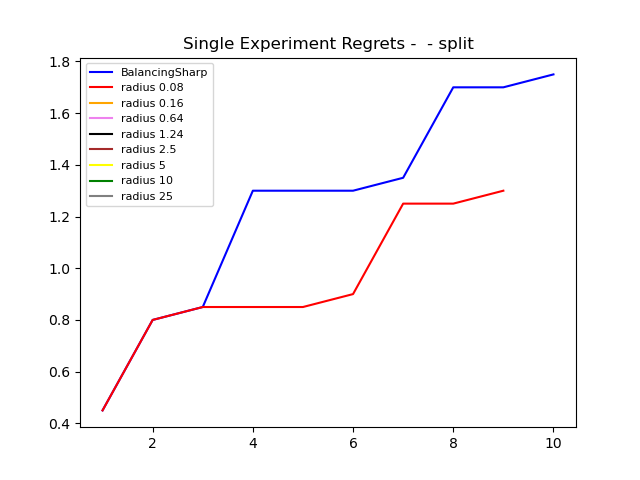 Single Experiment Regrets -  - split
1.8
1.6
1.4
1.2
1.0
0.8
0.6
0.4
BalancingSharp
radius 0.08
radius 0.16
radius 0.64
radius 1.24
radius 2.5
radius 5
radius 10
radius 25
2 4 6 8 10